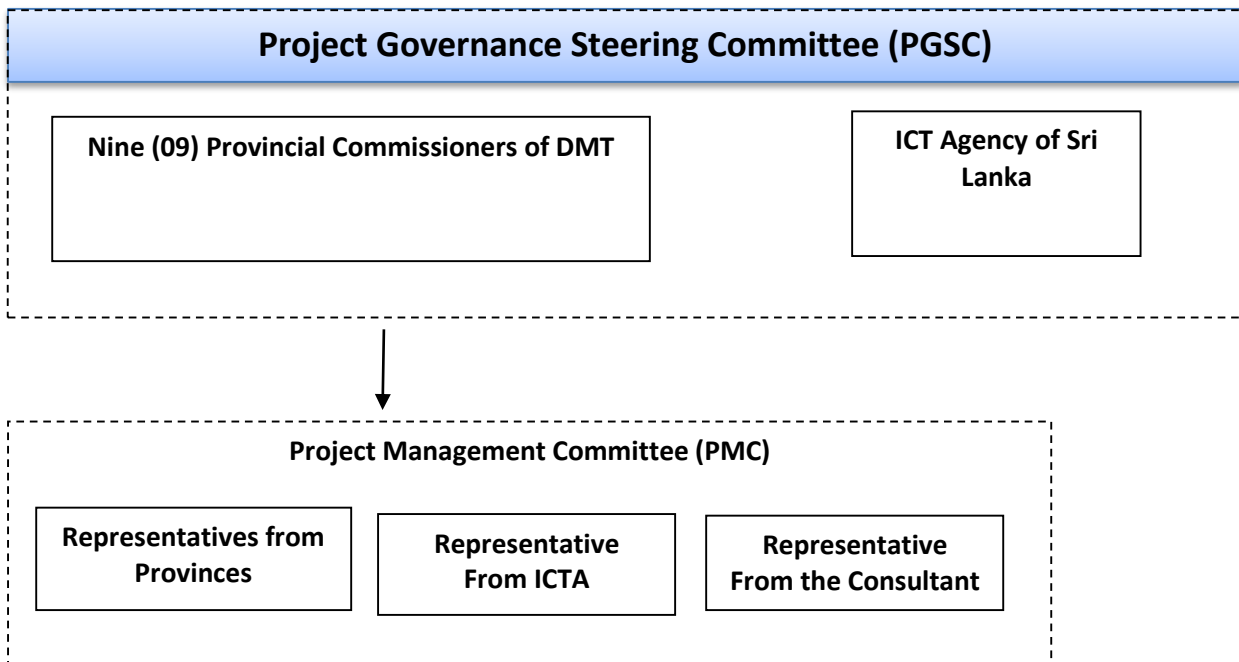 Project Governance Steering Committee (PGSC)
Nine (09) Provincial Commissioners of DMT
ICT Agency of Sri
Lanka
Project Management Committee (PMC)
Representatives from
Provinces
Representative
From ICTA
Representative
From the Consultant